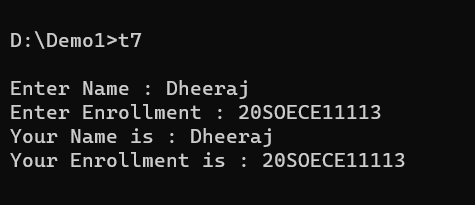 D:\Demo1>t7
Enter Name : Dheeraj
Enter Enrollment : 20SOECE11113
Your Name is : Dheeraj
Your Enrollment is : 20SOECE11113